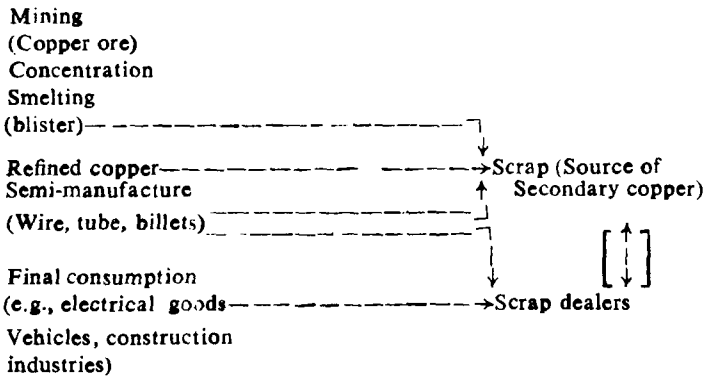 Mining
(Copper ore)
Concentration
Smelting
(blister)
Refined copper Scrap (Source of
Semi-manufacture Secondary copper)
(Wire, tube, billets)
Final consumption
(e.g., electrical goods Scrap dealers
Vehicles, construction
industries)